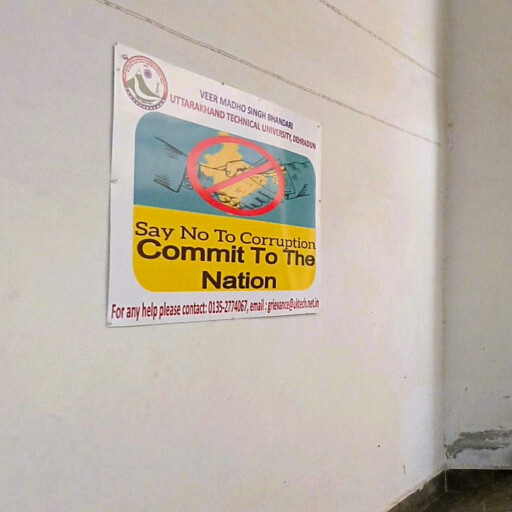 VEER MADHO SINGH BHANDARI
UTTARAKHAND TECHNICAL UNIVERSITY, DEHRADUN
Say No To Corruption
Commit To The
Nation
For any help please contact: 0135-2774067, email : grievance@uktech.net.in